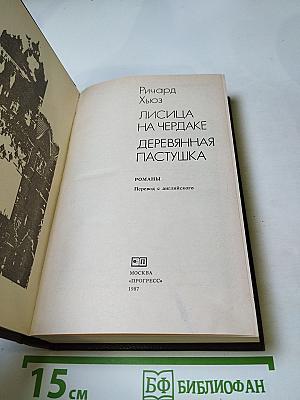 Ричард
Хьюз
ЛИСИЦА
НА ЧЕРДАКЕ
ДЕРЕВЯННАЯ
ПАСТУШКА
РОМАНЫ
Перевод с английского
МОСКВА
«ПРОГРЕСС»
1987
15 см
БФ БИБЛИОФАН